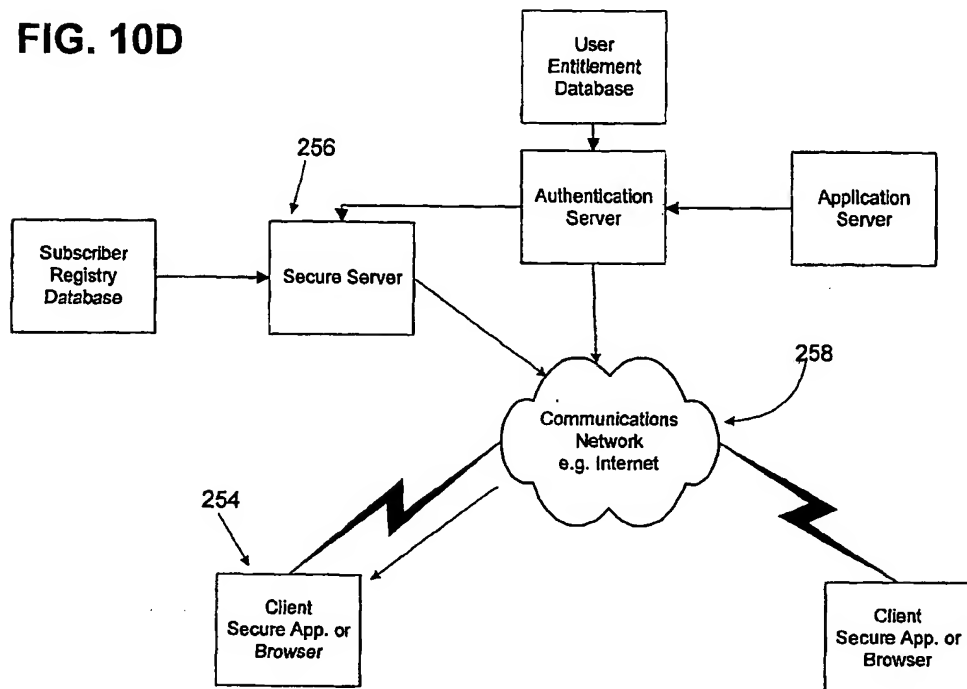 FIG. 10D
User
Entitlement
Database
256
Authentication
Server
Application
Server
Subscriber
Registry
Database
Secure Server
258
Communications
Network
e.g. Internet
254
Client
Secure App. or
Browser
Client
Secure App. or
Browser